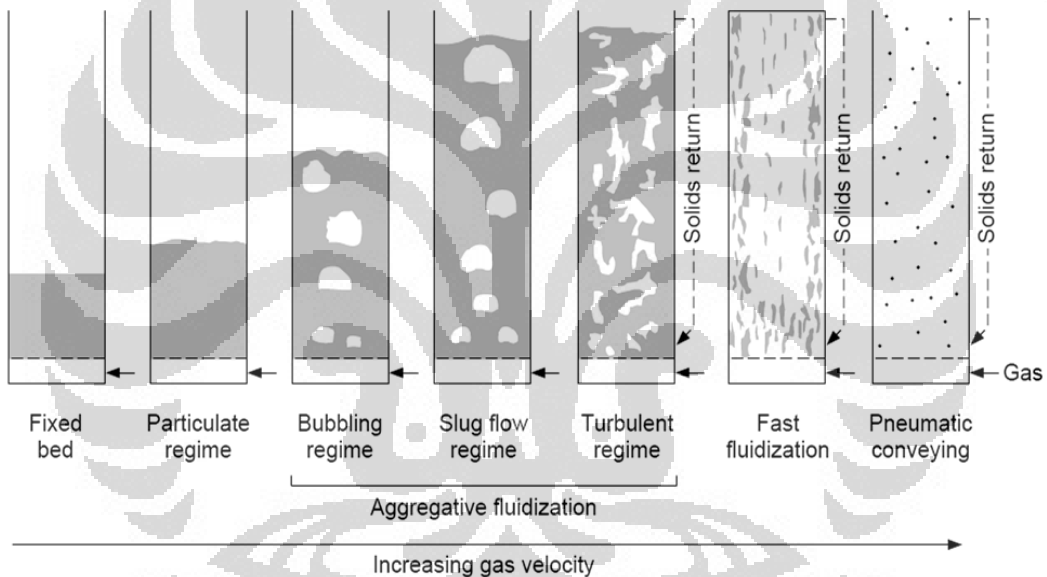 Solids return
Solids return
Solids return
Gas
Fixed
bed
Particulate
regime
Bubbling
regime
Slug flow
regime
Turbulent
regime
Fast
fluidization
Pneumatic
conveying
Aggregative fluidization
Increasing gas velocity